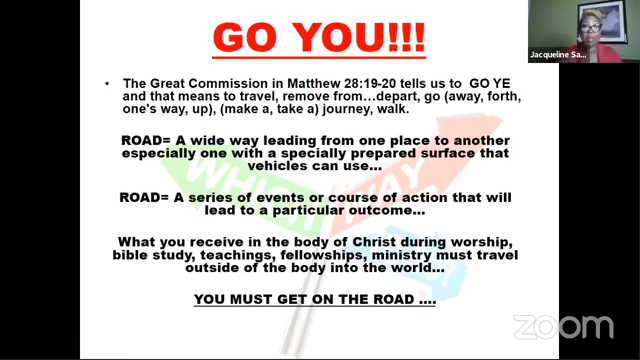 GO YOU!!!
Jacqueline Sa...
• The Great Commission in Matthew 28:19-20 tells us to GO YE
and that means to travel, remove from…depart, go (away, forth,
one's way, up), (make a, take a) journey, walk.
ROAD= A wide way leading from one place to another
especially one with a specially prepared surface that
vehicles can use...
ROAD= A series of events or course of action that will
lead to a particular outcome...
What you receive in the body of Christ during worship,
bible study, teachings, fellowships, ministry must travel
outside of the body into the world...
YOU MUST GET ON THE ROAD ....
WHICH
WAY
zoom